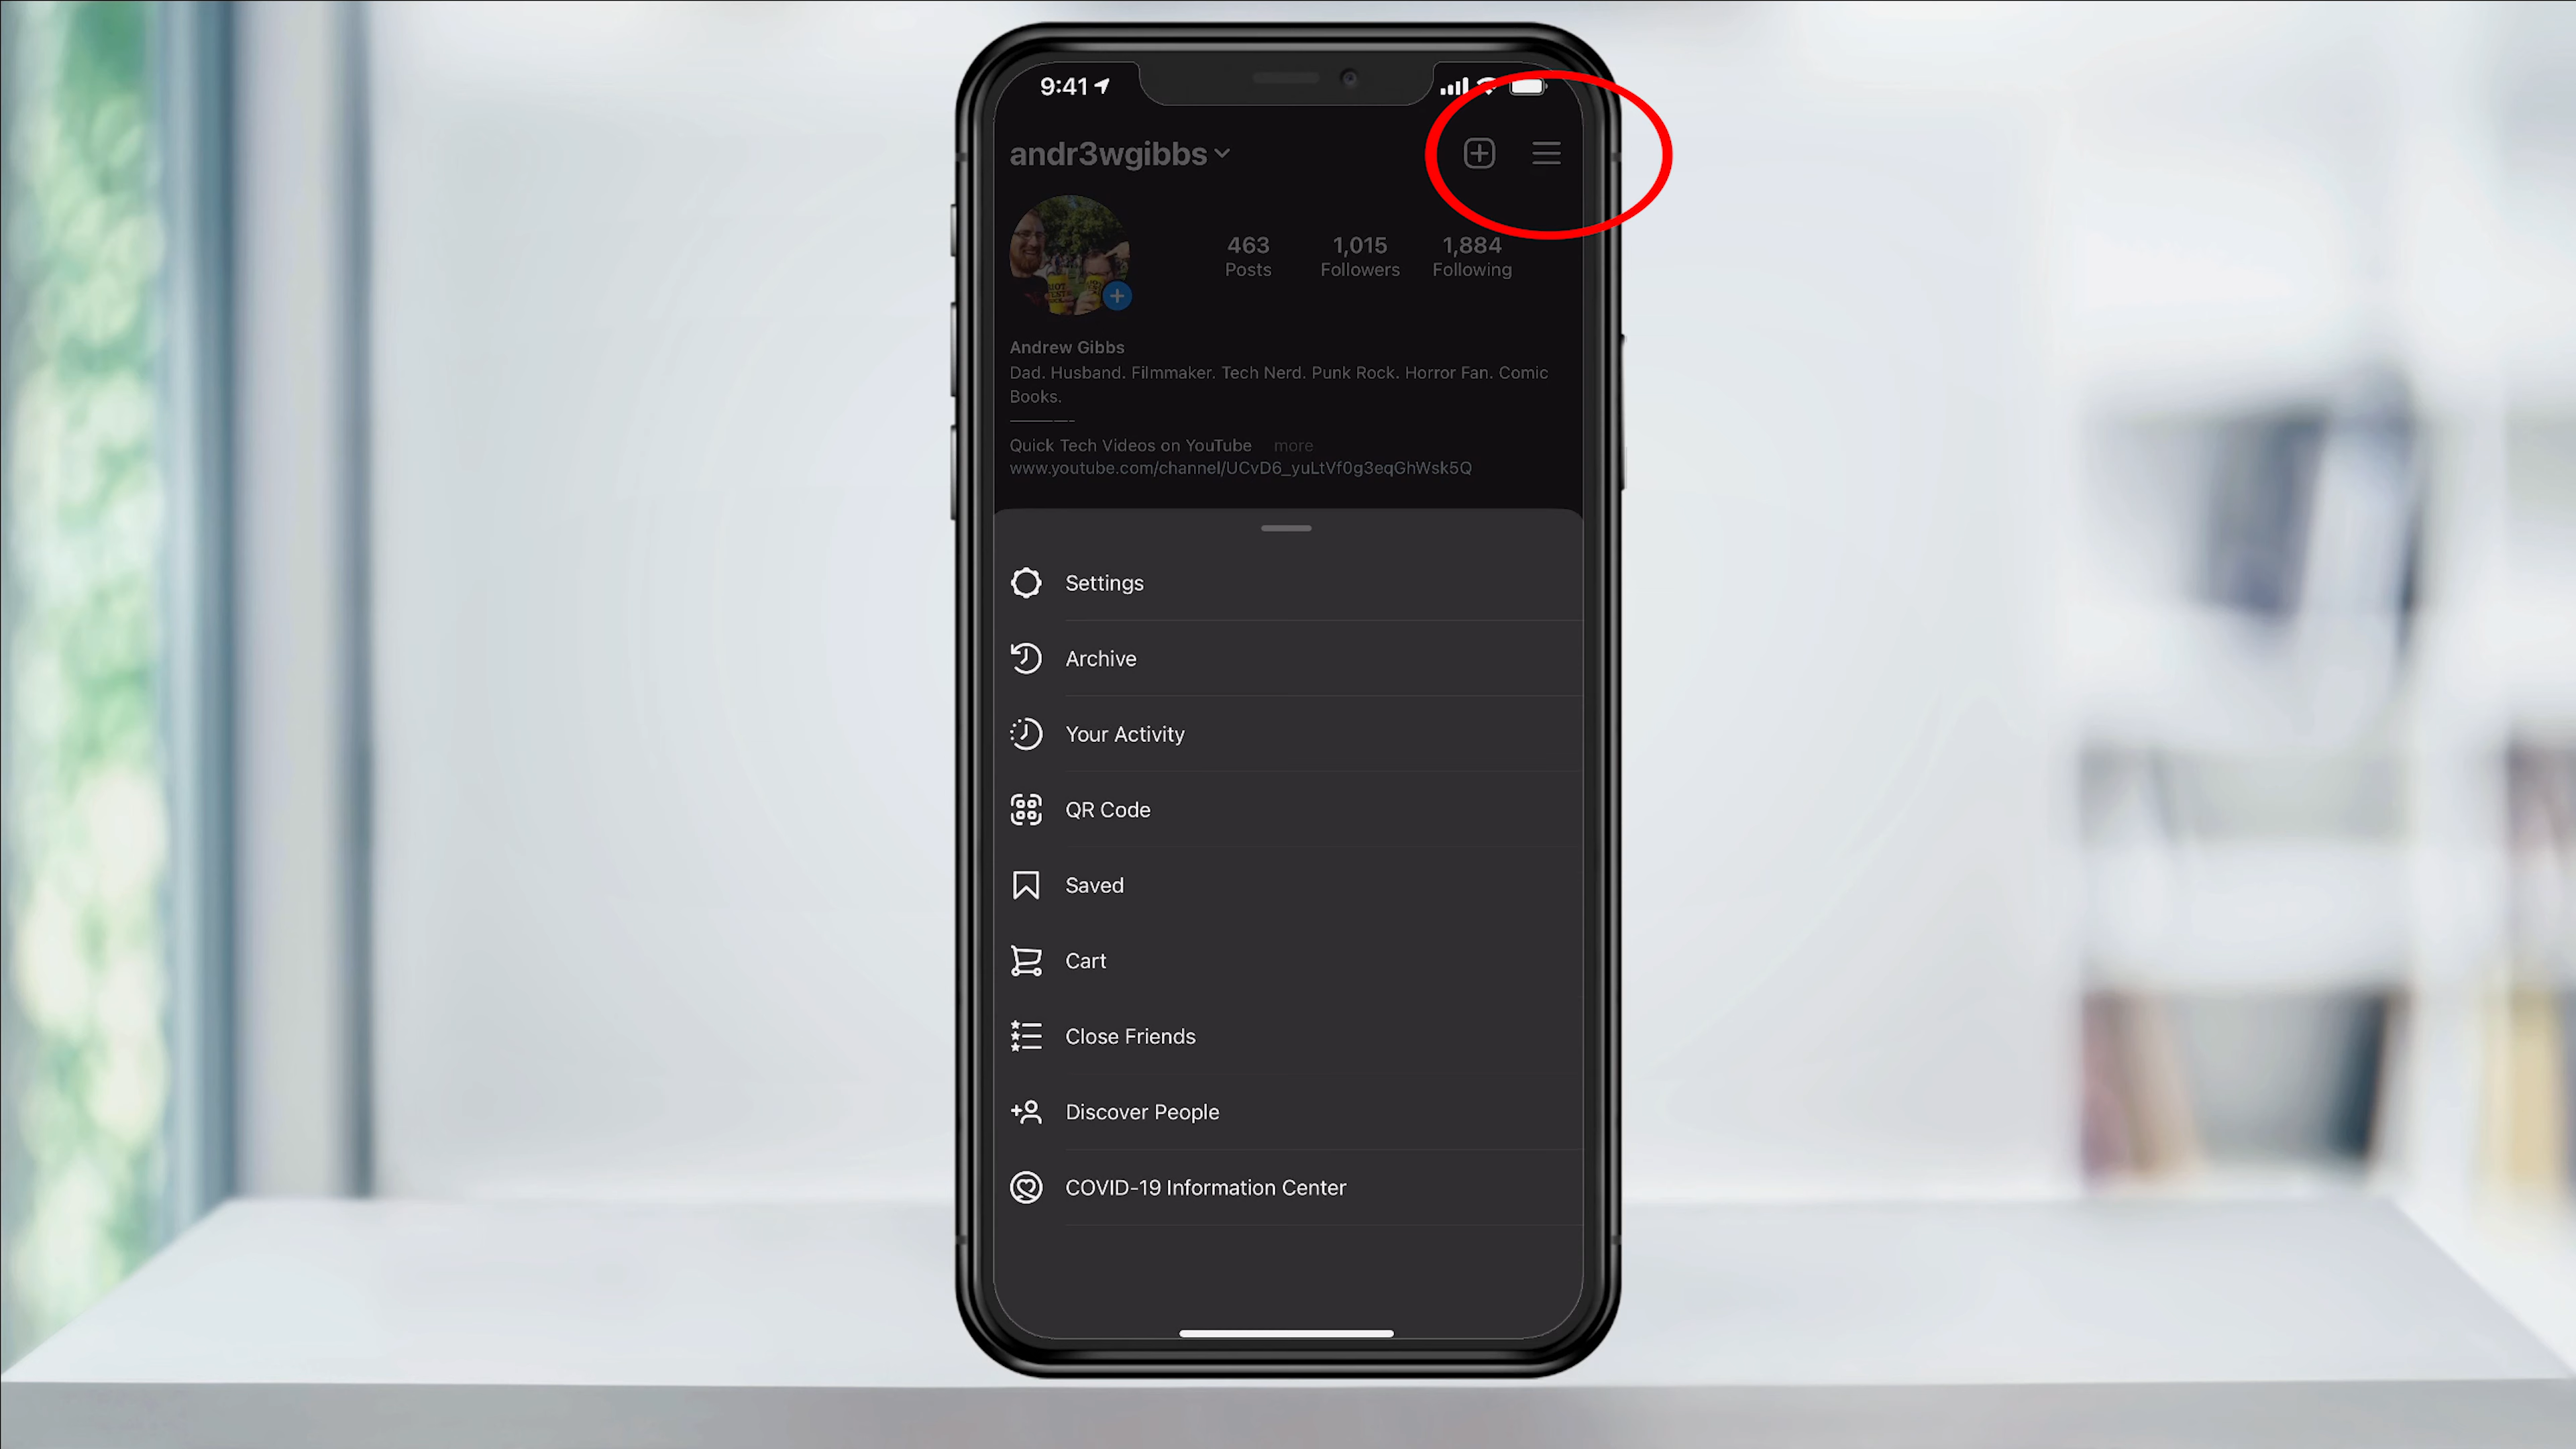 9:41
andr3wgibbs
463
Posts
1,015
Followers
1,884
Following
Andrew Gibbs
Dad. Husband. Filmmaker. Tech Nerd. Punk Rock. Horror Fan. Comic
Books.
Quick Tech Videos on YouTube more
www.youtube.com/channel/UCvD6_yuLtVf0g3eqGhWsk5Q
Settings
Archive
Your Activity
QR Code
Saved
Cart
Close Friends
Discover People
COVID-19 Information Center